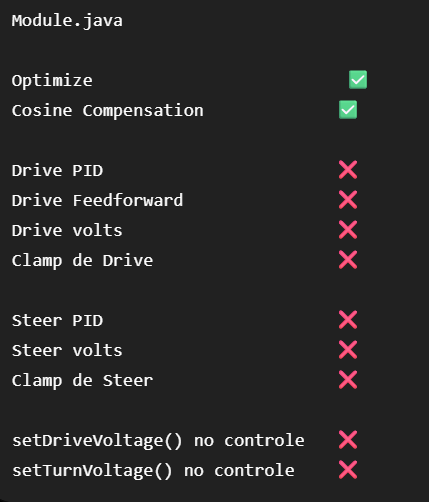 Module.java
Optimize ✅
Cosine Compensation ✅
Drive PID ❌
Drive Feedforward ❌
Drive volts ❌
Clamp de Drive ❌
Steer PID ❌
Steer volts ❌
Clamp de Steer ❌
setDriveVoltage() no controle ❌
setTurnVoltage() no controle ❌